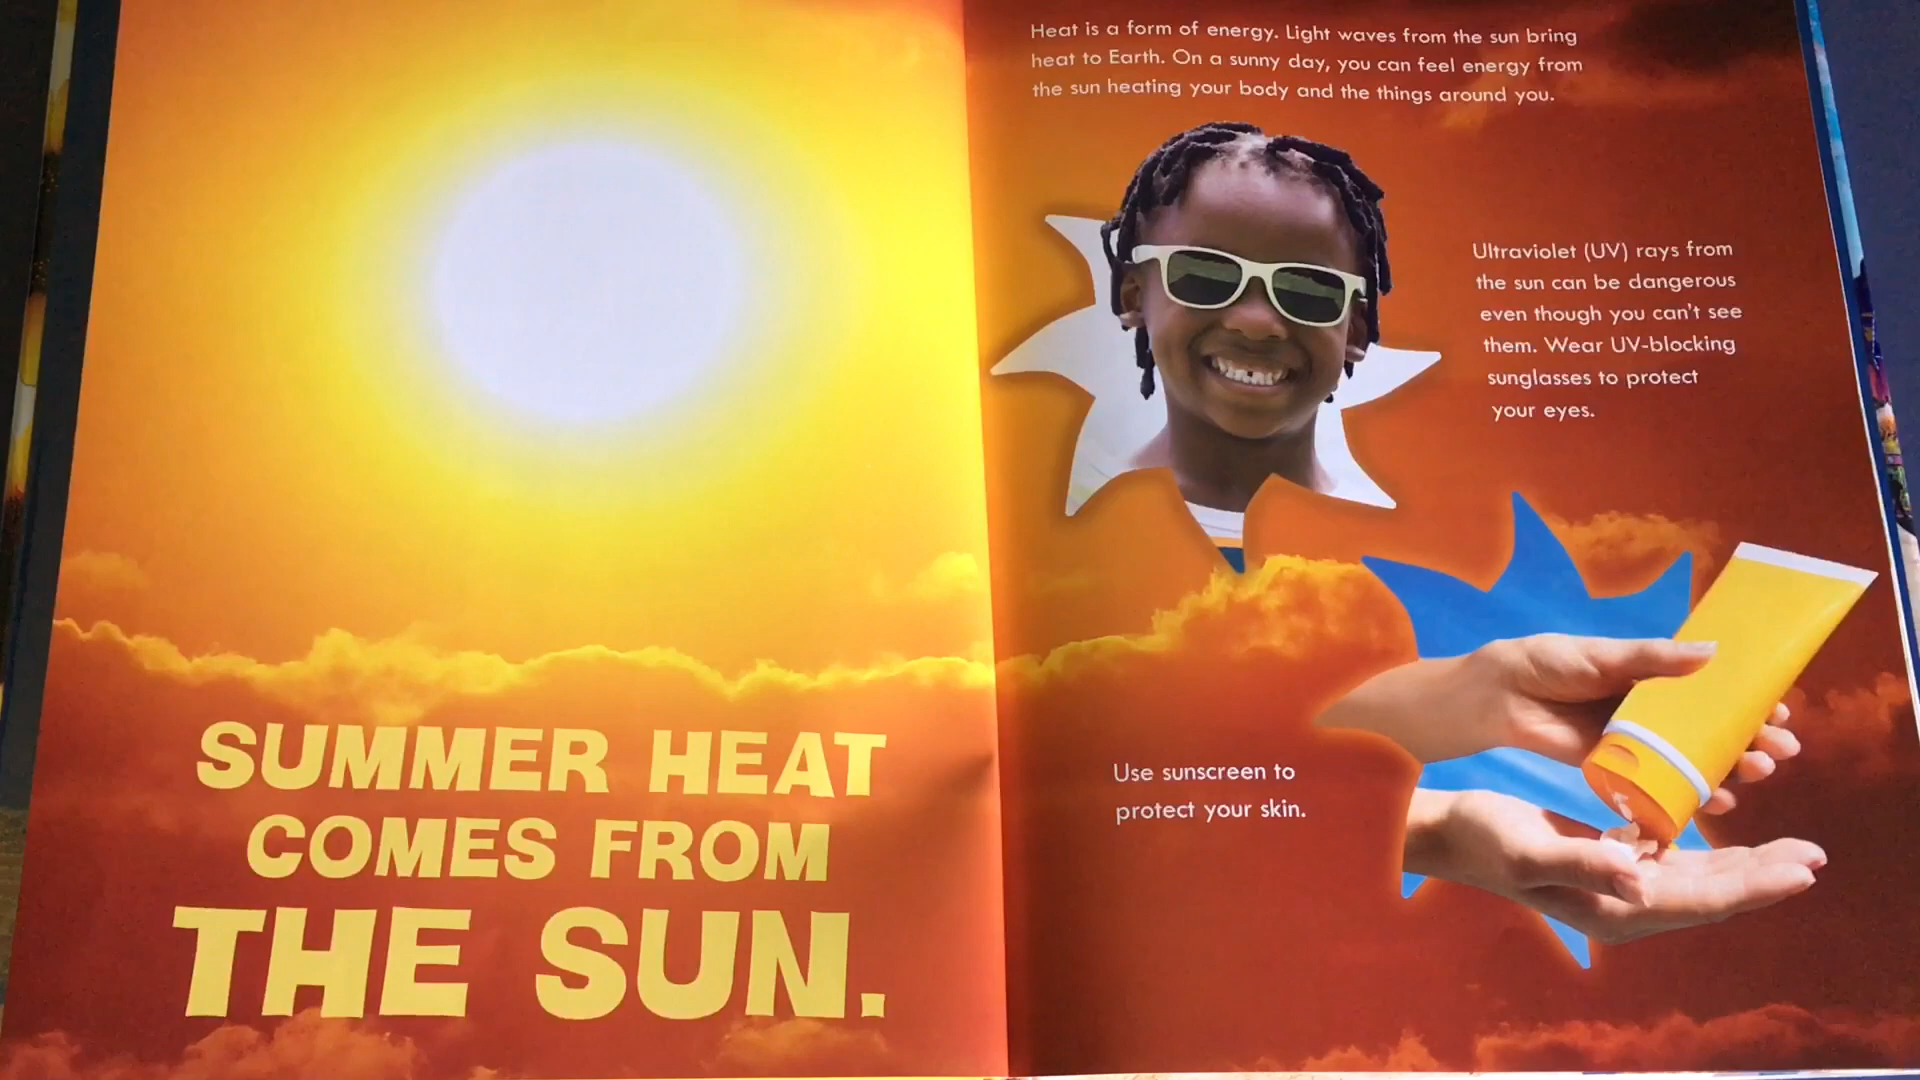 SUMMER HEAT
COMES FROM
THE SUN.
Heat is a form of energy. Light waves from the sun bring
heat to Earth. On a sunny day, you can feel energy from
the sun heating your body and the things around you.
Ultraviolet (UV) rays from
the sun can be dangerous
even though you can't see
them. Wear UV-blocking
sunglasses to protect
your eyes.
Use sunscreen to
protect your skin.